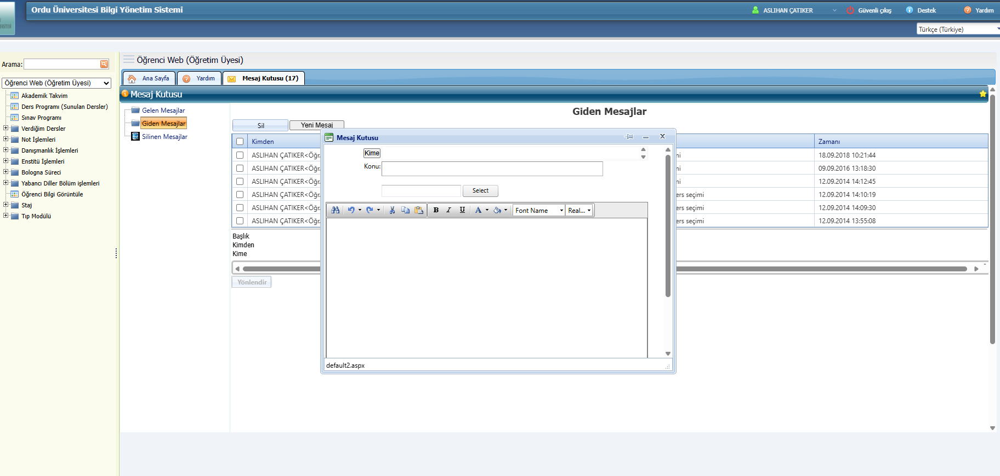 Ordu Üniversitesi Bilgi Yönetim Sistemi
ASLIHAN ÇATIKER
Güvenli çıkış
Destek
Yardım
Türkçe (Türkiye)
Arama:
Öğrenci Web (Öğretim Üyesi)
Akademik Takvim
Ders Programı (Sunulan Dersler)
Sınav Programı
Verdiğim Dersler
Not İşlemleri
Danışmanlık İşlemleri
Enstitü İşlemleri
Bologna Süreci
Yabancı Diller Bölüm işlemleri
Öğrenci Bilgi Görüntüle
Staj
Tıp Modülü
Öğrenci Web (Öğretim Üyesi)
Ana Sayfa
Yardım
Mesaj Kutusu (17)
Mesaj Kutusu
Gelen Mesajlar
Giden Mesajlar
Silinen Mesajlar
Giden Mesajlar
Sil
Yeni Mesaj
Kimden
Zamanı
ASLIHAN ÇATIKER<Öğr.
18.09.2018 10:21:44
ASLIHAN ÇATIKER<Öğr.
09.09.2016 13:18:30
ASLIHAN ÇATIKER<Öğr.
12.09.2014 14:12:45
ASLIHAN ÇATIKER<Öğr.
ers seçimi
12.09.2014 14:10:19
ASLIHAN ÇATIKER<Öğr.
ers seçimi
12.09.2014 14:09:30
ASLIHAN ÇATIKER<Öğr.
ers seçimi
12.09.2014 13:55:08
Başlık
Kimden
Kime
Yönlendir
Mesaj Kutusu
Kime
Konu:
Select
B I U A
Font Name
Real...
default2.aspx